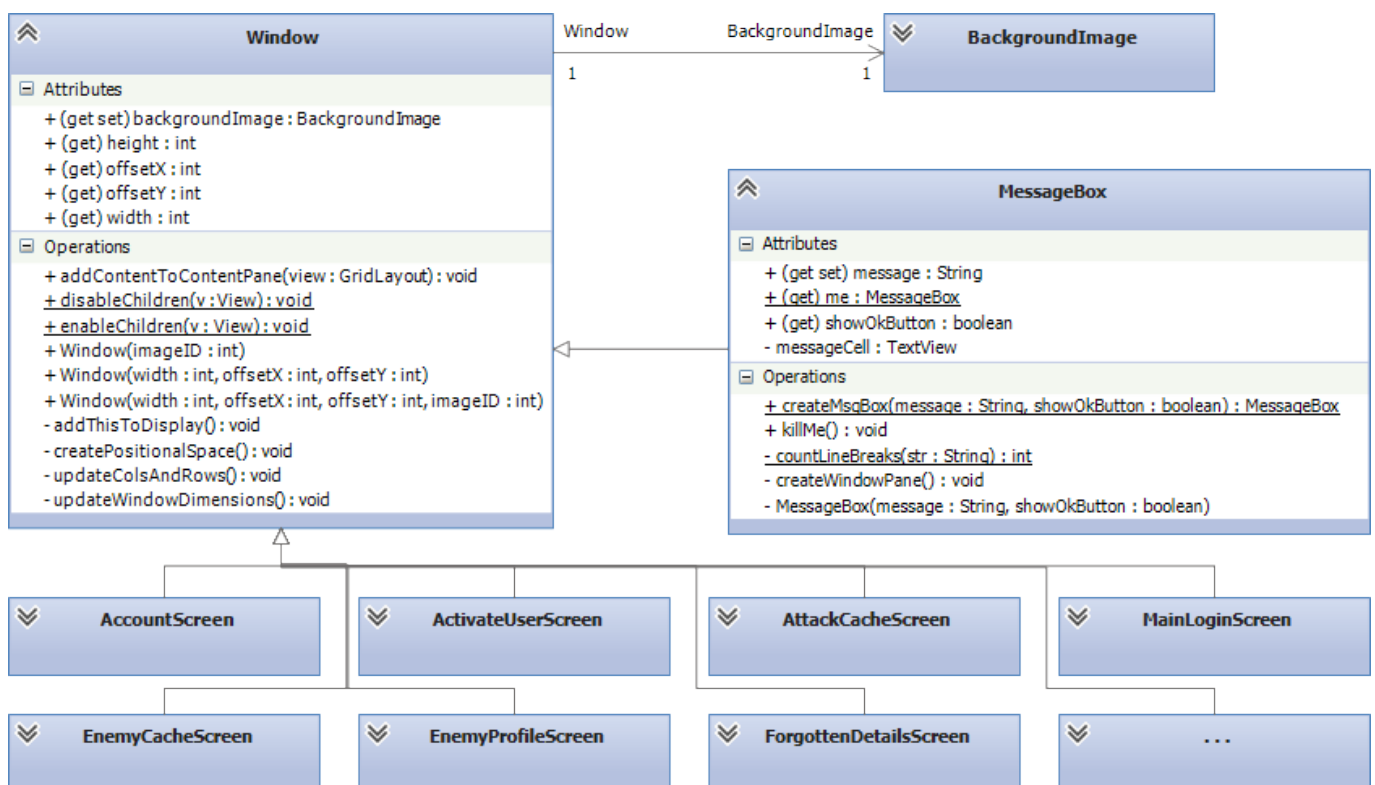 Window
Attributes
+ (get set) backgroundImage : BackgroundImage
+ (get) height : int
+ (get) offsetX : int
+ (get) offsetY : int
+ (get) width : int
Operations
+ addContentToContentPane(view : GridLayout) : void
+ disableChildren(v : View) : void
+ enableChildren(v : View) : void
+ Window(imageID : int)
+ Window(width : int, offsetX : int, offsetY : int)
+ Window(width : int, offsetX : int, offsetY : int, imageID : int)
- addThisToDisplay() : void
- createPositionalSpace() : void
- updateColsAndRows() : void
- updateWindowDimensions() : void
Window BackgroundImage
1 1
BackgroundImage
MessageBox
Attributes
+ (get set) message : String
+ (get) me : MessageBox
+ (get) showOkButton : boolean
- messageCell : TextView
Operations
+ createMsgBox(message : String, showOkButton : boolean) : MessageBox
+ killMe() : void
- countLineBreaks(str : String) : int
- createWindowPane() : void
- MessageBox(message : String, showOkButton : boolean)
AccountScreen
ActivateUserScreen
AttackCacheScreen
MainLoginScreen
EnemyCacheScreen
EnemyProfileScreen
ForgottenDetailsScreen
...